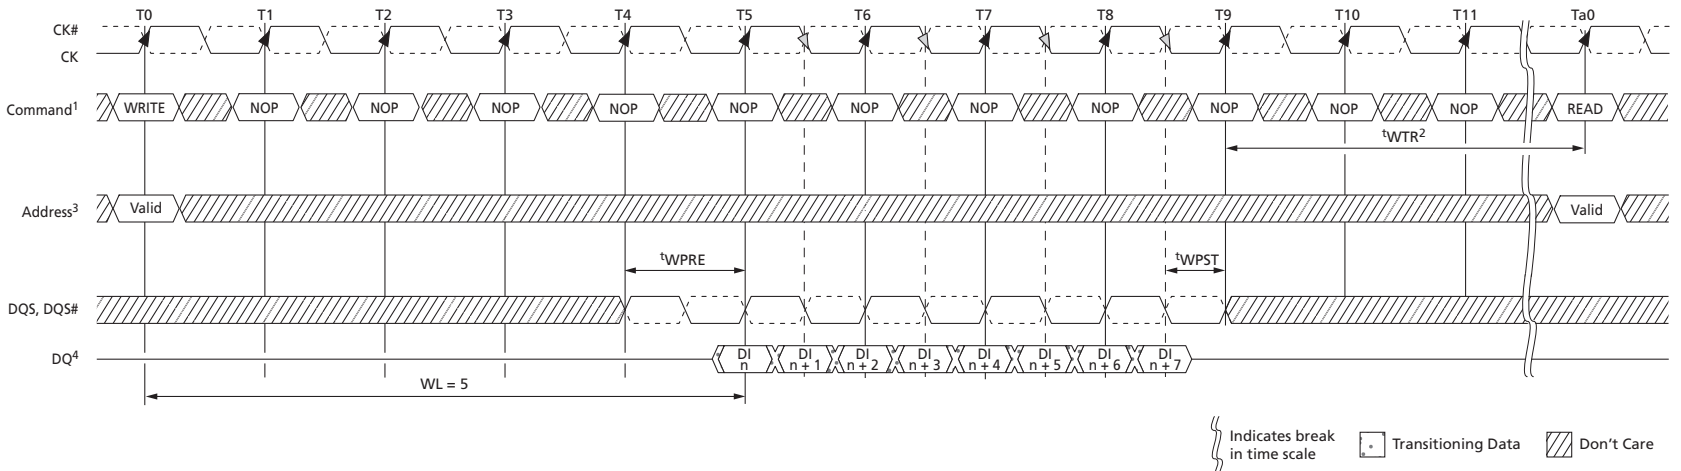 T0 T1 T2 T3 T4 T5 T6 T7 T8 T9 T10 T11 Ta0
CK#
CK
Command¹ WRITE NOP NOP NOP NOP NOP NOP NOP NOP NOP NOP NOP READ
ᵗWTR²
Address³ Valid Valid
ᵗWPRE ᵗWPST
DQS, DQS#
DQ⁴ DI n DI n + 1 DI n + 2 DI n + 3 DI n + 4 DI n + 5 DI n + 6 DI n + 7
WL = 5
Indicates break
in time scale
Transitioning Data
Don't Care